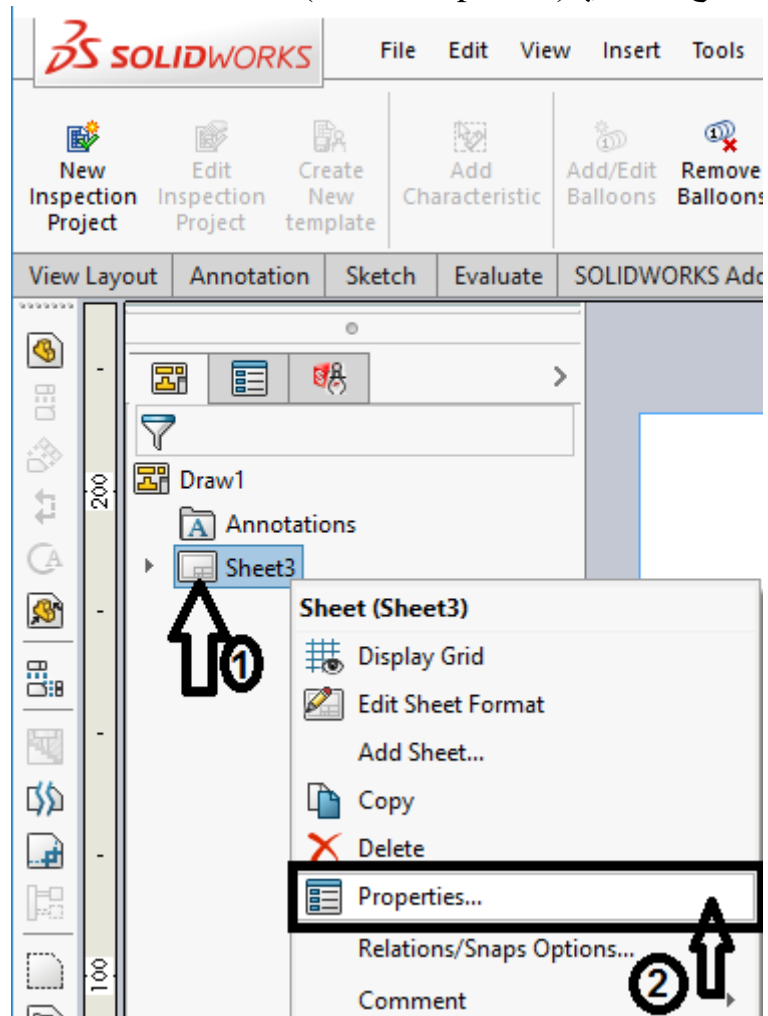 SOLIDWORKS File Edit View Insert Tools
New Inspection Project
Edit Inspection Project
Create New template
Add Characteristic
Add/Edit Balloons
Remove Balloons
View Layout Annotation Sketch Evaluate SOLIDWORKS Add
Draw1
200
Annotations
Sheet3
Sheet (Sheet3)
1
Display Grid
Edit Sheet Format
Add Sheet...
Copy
Delete
Properties...
Relations/Snaps Options...
100
2
Comment